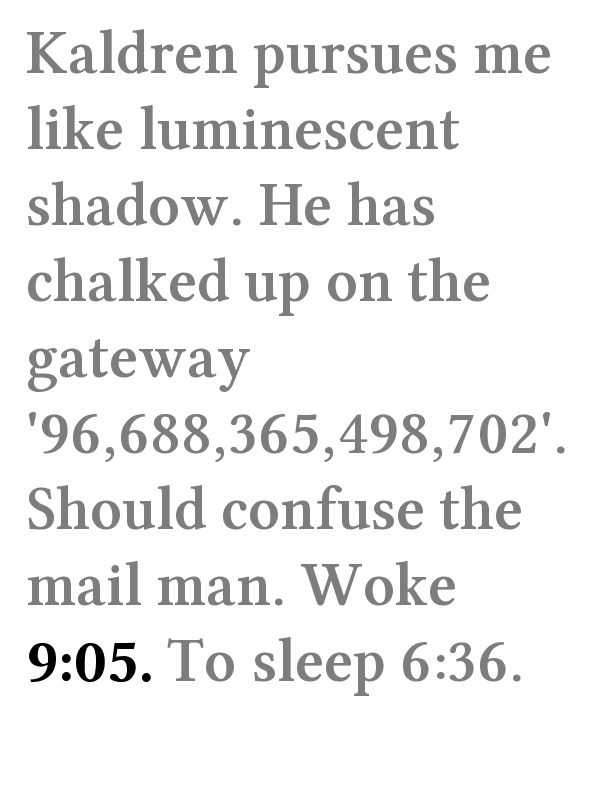 Kaldren pursues me
like luminescent
shadow. He has
chalked up on the
gateway
'96,688,365,498,702'.
Should confuse the
mail man. Woke
9:05. To sleep 6:36.